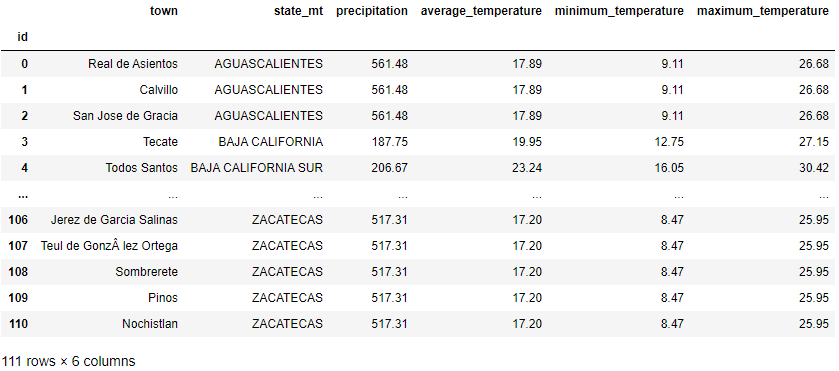 town state_mt precipitation average_temperature minimum_temperature maximum_temperature
id
0 Real de Asientos AGUASCALIENTES 561.48 17.89 9.11 26.68
1 Calvillo AGUASCALIENTES 561.48 17.89 9.11 26.68
2 San Jose de Gracia AGUASCALIENTES 561.48 17.89 9.11 26.68
3 Tecate BAJA CALIFORNIA 187.75 19.95 12.75 27.15
4 Todos Santos BAJA CALIFORNIA SUR 206.67 23.24 16.05 30.42
... ... ... ... ... ... ...
106 Jerez de Garcia Salinas ZACATECAS 517.31 17.20 8.47 25.95
107 Teul de GonzÂ lez Ortega ZACATECAS 517.31 17.20 8.47 25.95
108 Sombrerete ZACATECAS 517.31 17.20 8.47 25.95
109 Pinos ZACATECAS 517.31 17.20 8.47 25.95
110 Nochistlan ZACATECAS 517.31 17.20 8.47 25.95
111 rows × 6 columns